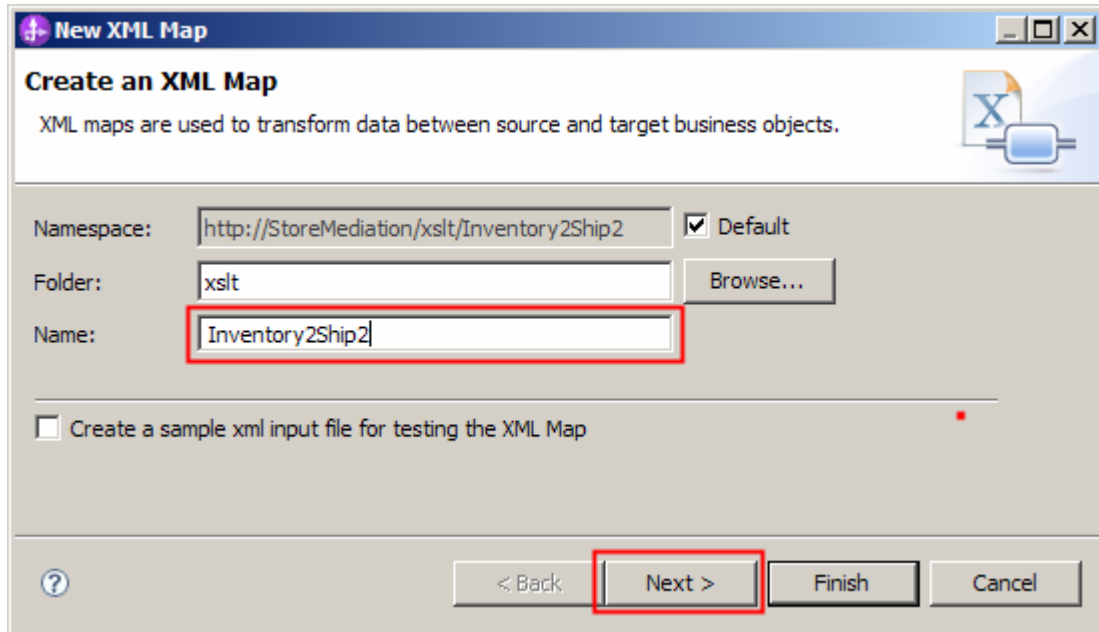 New XML Map
Create an XML Map
XML maps are used to transform data between source and target business objects.
Namespace: http://StoreMediation/xslt/Inventory2Ship2 Default
Folder: xslt Browse...
Name: Inventory2Ship2
Create a sample xml input file for testing the XML Map
? < Back Next > Finish Cancel